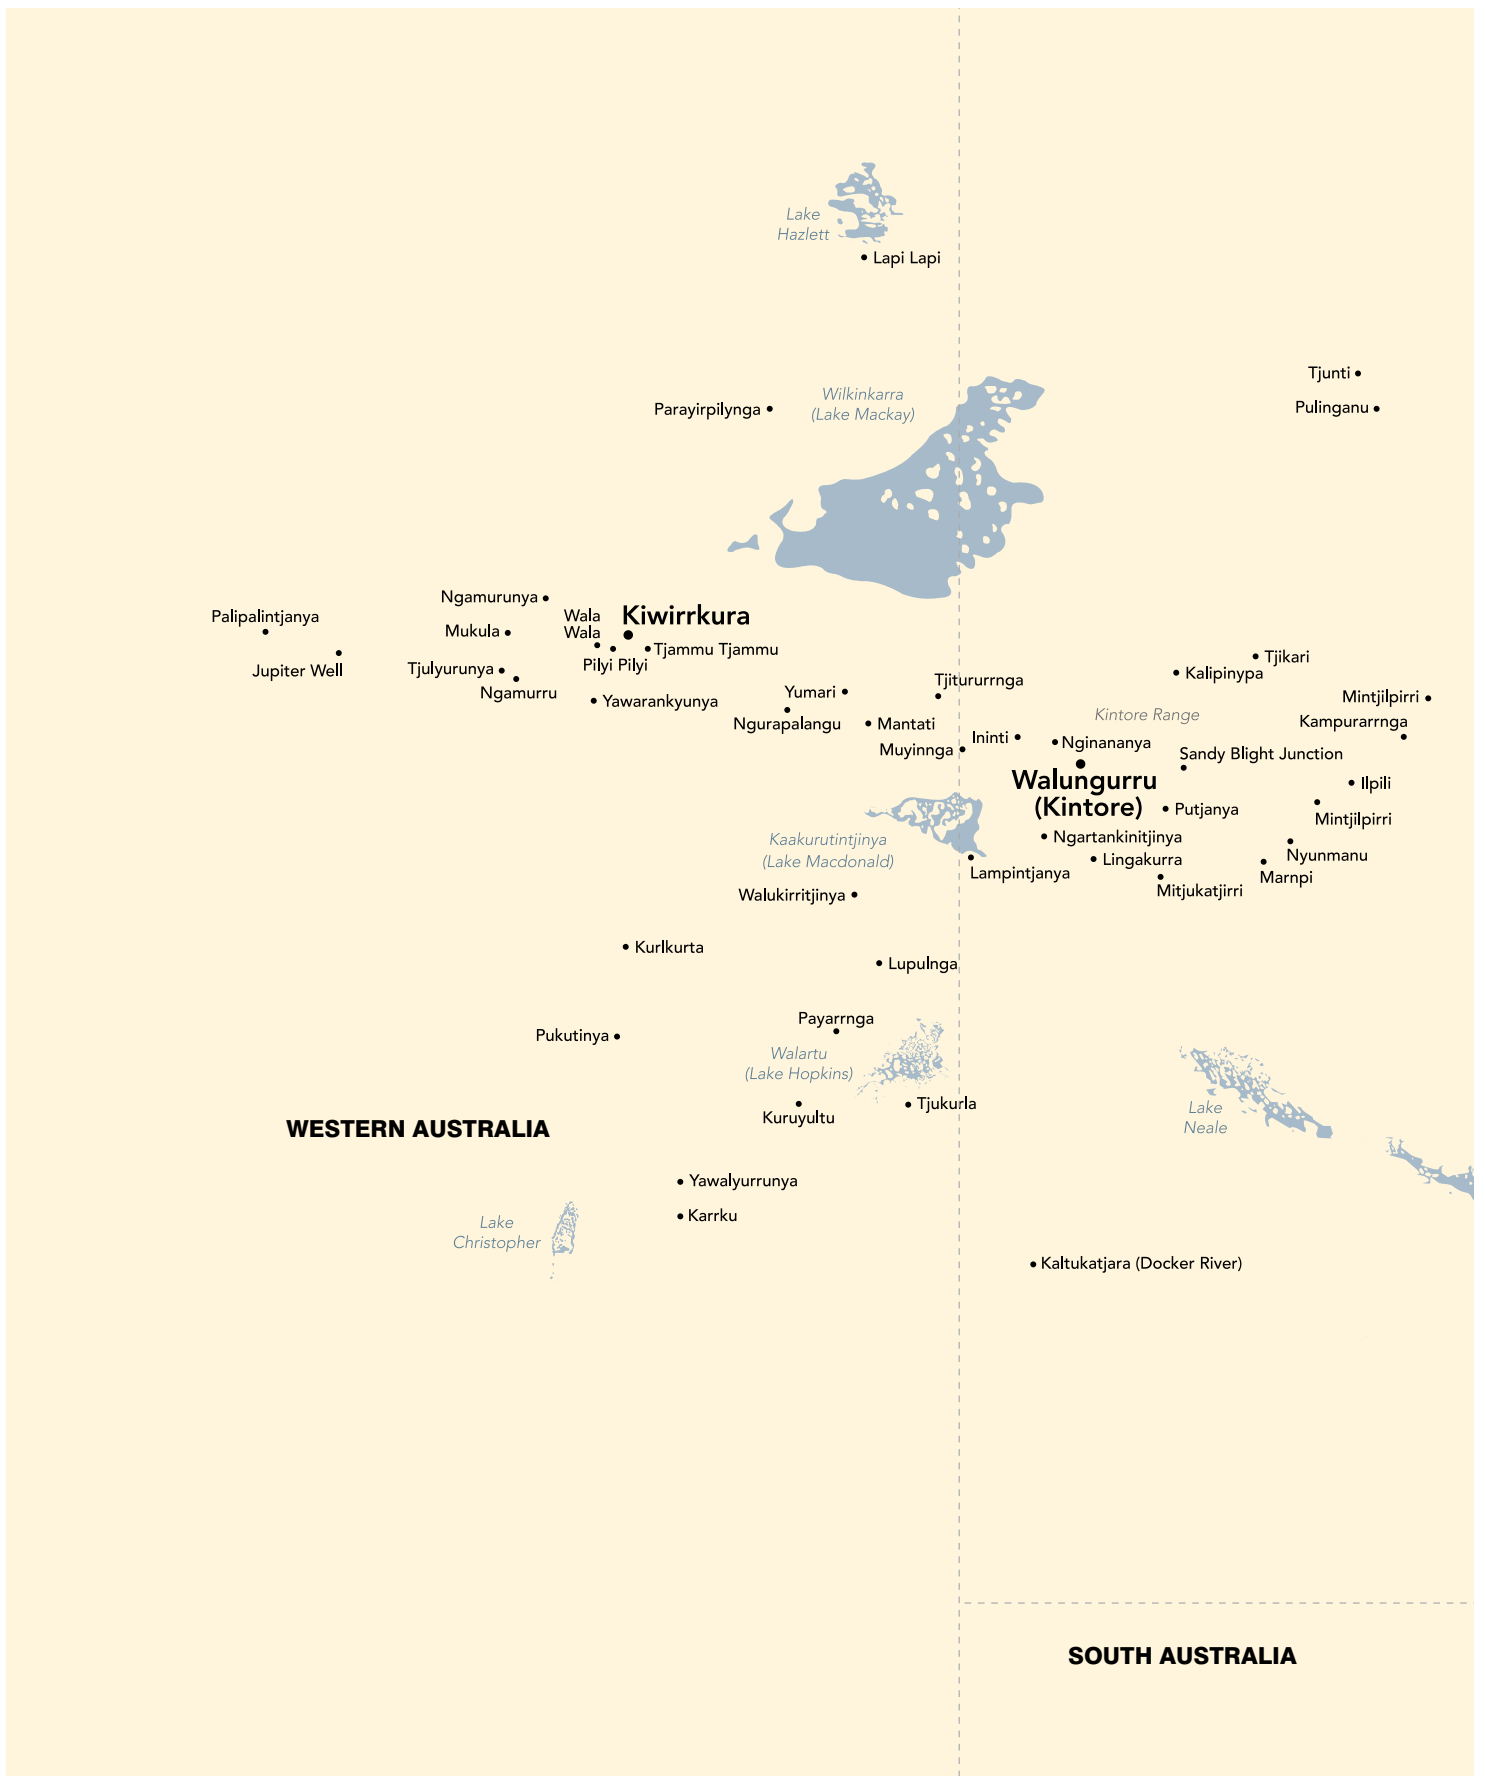 Lake
Hazlett
Lapi Lapi
Tjunti
Wilkinkarra
(Lake Mackay)
Parayirpilynga
Pulinganu
Ngamurunya
Palipalintjanya
Wala
Wala
Kiwirrkura
Mukula
Tjammu Tjammu
Pilyi Pilyi
Jupiter Well
Tjulyurunya
Ngamurru
Yawarankyunya
Tjikari
Kalipinypa
Tjitururrnga
Yumari
Ngurapalangu
Mantati
Mintjilpirri
Kintore Range
Kampurarrnga
Ininti
Muyinnga
Nginananya
Sandy Blight Junction
Walungurru
(Kintore)
Ilpili
Putjanya
Mintjilpirri
Kaakurutintjinya
(Lake Macdonald)
Ngartankinitjinya
Lingakurra
Nyunmanu
Lampintjanya
Marnpi
Mitjukatjirri
Walukirritjinya
Kurlkurta
Lupulnga
Payarrnga
Pukutinya
Walartu
(Lake Hopkins)
Kuruyultu
Tjukurla
Lake
Neale
WESTERN AUSTRALIA
Yawalyurrunya
Karrku
Lake
Christopher
Kaltukatjara (Docker River)
SOUTH AUSTRALIA